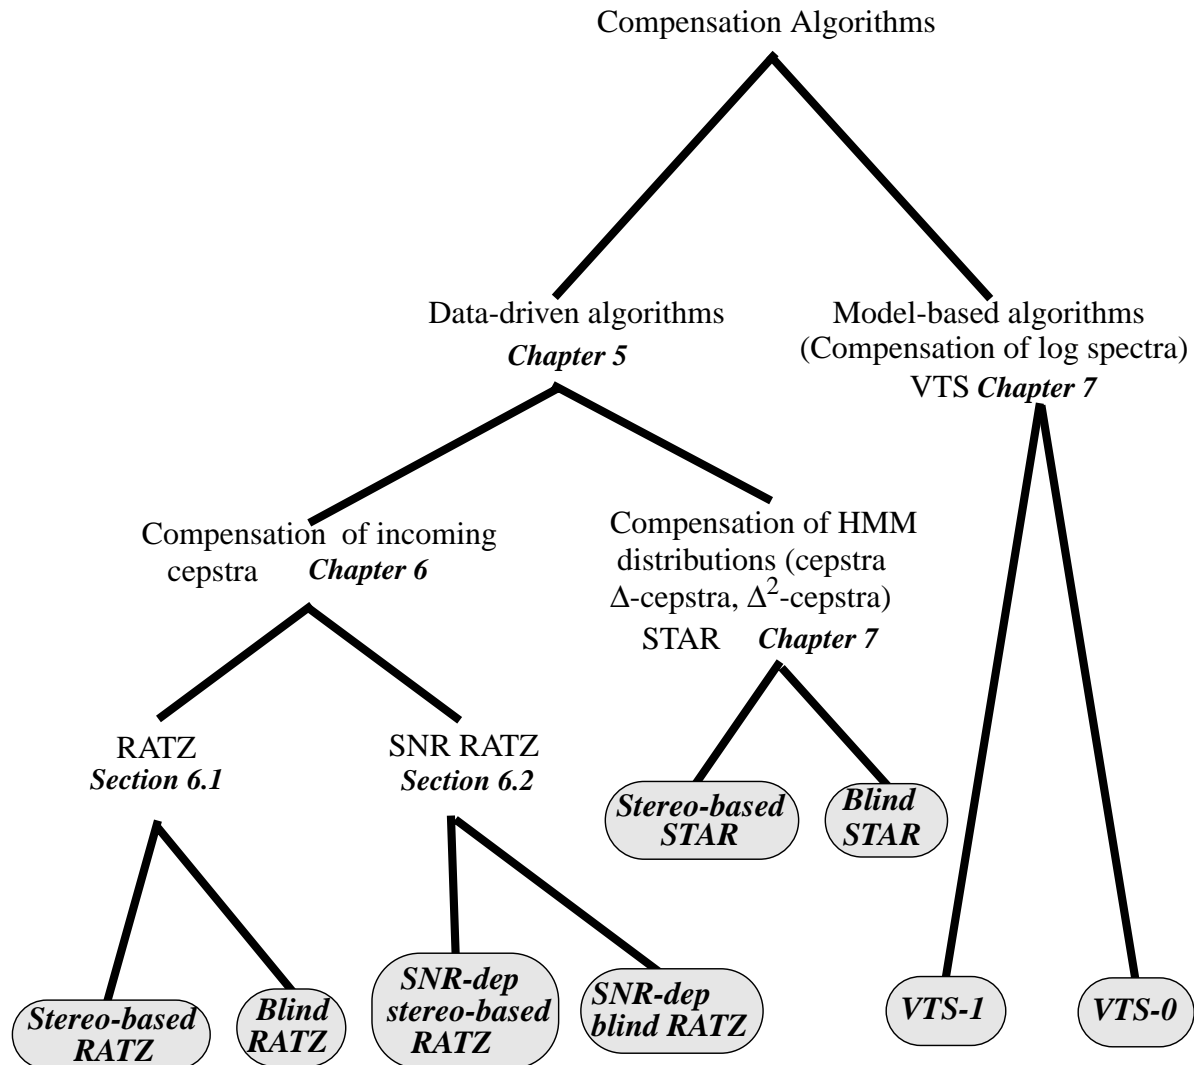 Compensation Algorithms
Data-driven algorithms
Chapter 5
Model-based algorithms
(Compensation of log spectra)
VTS Chapter 7
Compensation of incoming
cepstra Chapter 6
Compensation of HMM
distributions (cepstra
Δ-cepstra, Δ²-cepstra)
STAR Chapter 7
RATZ
Section 6.1
SNR RATZ
Section 6.2
Stereo-based
STAR
Blind
STAR
Stereo-based
RATZ
Blind
RATZ
SNR-dep
stereo-based
RATZ
SNR-dep
blind RATZ
VTS-1
VTS-0